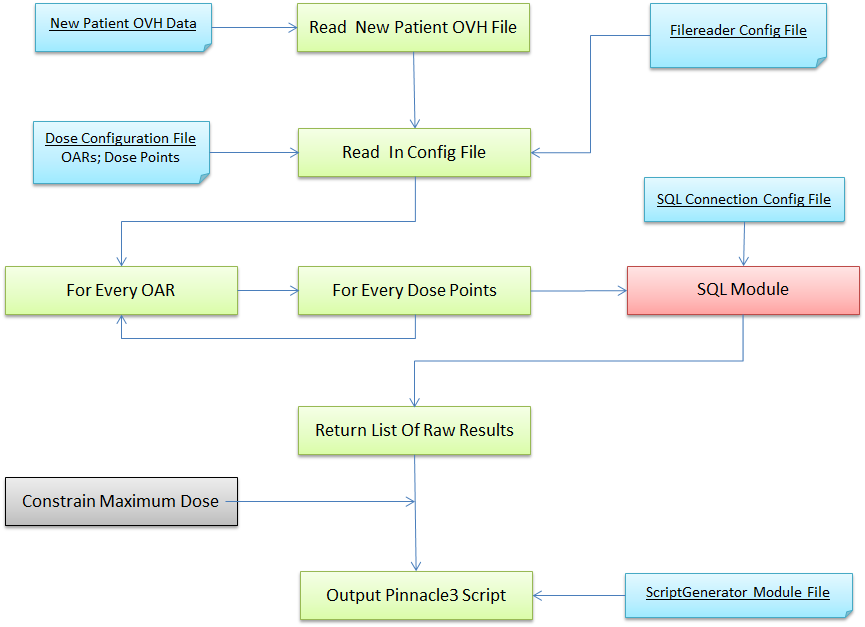 New Patient OVH Data
Read New Patient OVH File
Filereader Config File
Dose Configuration File
OARs; Dose Points
Read In Config File
SQL Connection Config File
For Every OAR
For Every Dose Points
SQL Module
Return List Of Raw Results
Constrain Maximum Dose
Output Pinnacle3 Script
ScriptGenerator Module File